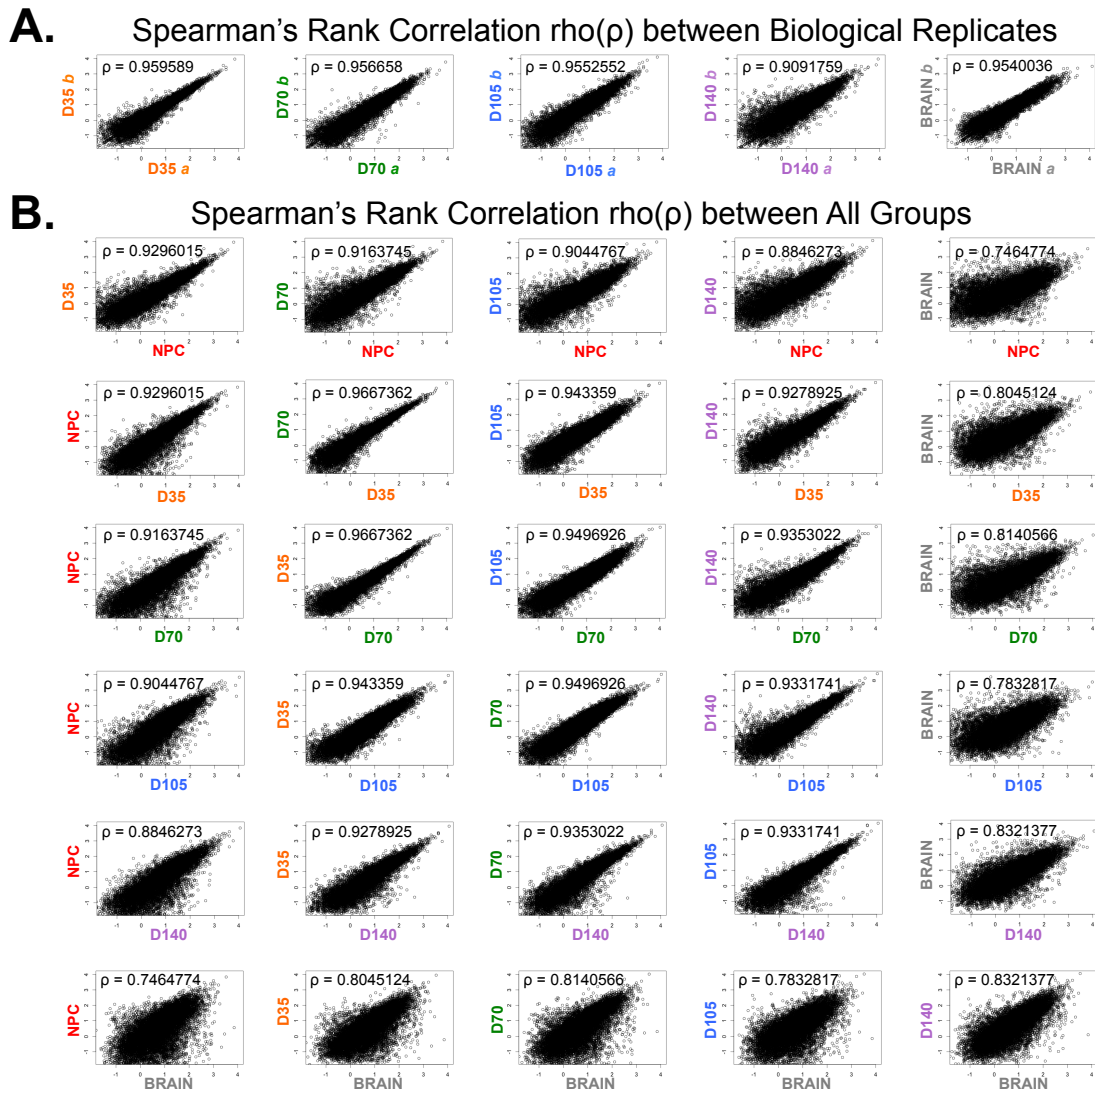 A. Spearman's Rank Correlation rho(ρ) between Biological Replicates
ρ = 0.959589 ρ = 0.956658 ρ = 0.9552552 ρ = 0.9091759 ρ = 0.9540036
D35 b D70 b D105 b D140 b BRAIN b
D35 a D70 a D105 a D140 a BRAIN a
B. Spearman's Rank Correlation rho(ρ) between All Groups
ρ = 0.9296015 ρ = 0.9163745 ρ = 0.9044767 ρ = 0.8846273 ρ = 0.7464774
D35 D70 D105 D140 BRAIN
NPC NPC NPC NPC NPC
ρ = 0.9296015 ρ = 0.9667362 ρ = 0.943359 ρ = 0.9278925 ρ = 0.8045124
NPC D70 D105 D140 BRAIN
D35 D35 D35 D35 D35
ρ = 0.9163745 ρ = 0.9667362 ρ = 0.9496926 ρ = 0.9353022 ρ = 0.8140566
NPC D35 D105 D140 BRAIN
D70 D70 D70 D70 D70
ρ = 0.9044767 ρ = 0.943359 ρ = 0.9496926 ρ = 0.9331741 ρ = 0.7832817
NPC D35 D70 D140 BRAIN
D105 D105 D105 D105 D105
ρ = 0.8846273 ρ = 0.9278925 ρ = 0.9353022 ρ = 0.9331741 ρ = 0.8321377
NPC D35 D70 D105 BRAIN
D140 D140 D140 D140 D140
ρ = 0.7464774 ρ = 0.8045124 ρ = 0.8140566 ρ = 0.7832817 ρ = 0.8321377
NPC D35 D70 D105 D140
BRAIN BRAIN BRAIN BRAIN BRAIN